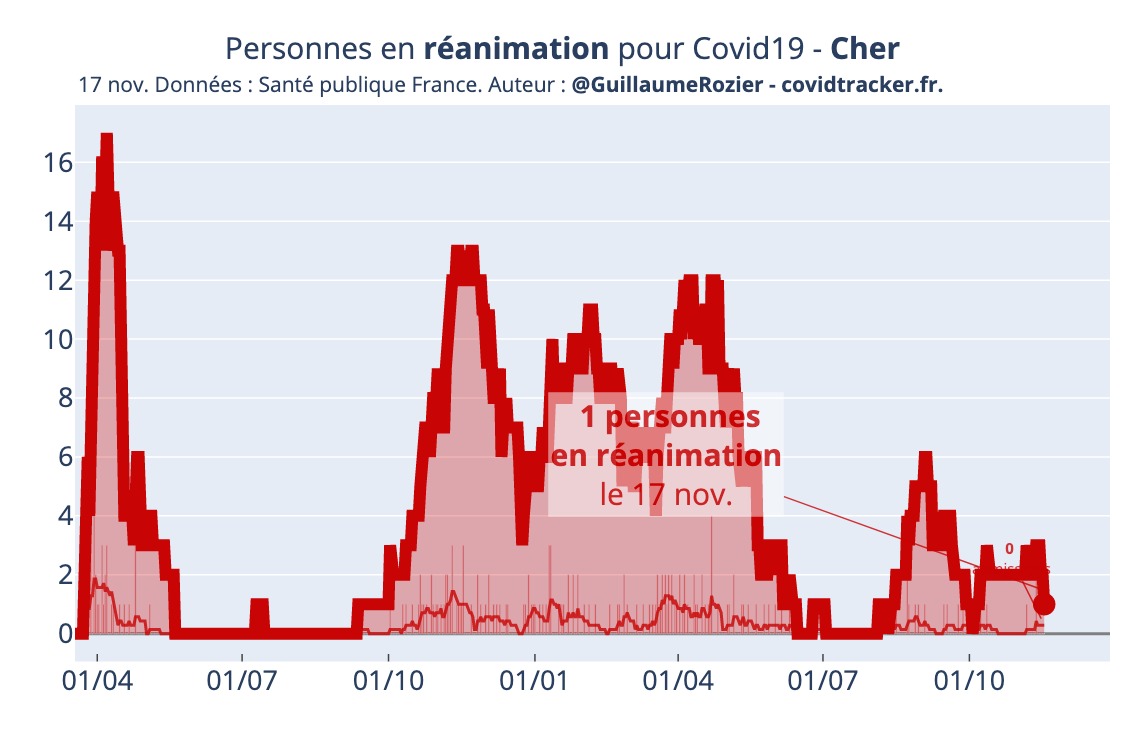 Personnes en réanimation pour Covid19 - Cher
17 nov. Données : Santé publique France. Auteur : @GuillaumeRozier - covidtracker.fr.
16
14
12
10
8
6
4
2
0
1 personnes
en réanimation
le 17 nov.
0
01/04 01/07 01/10 01/01 01/04 01/07 01/10